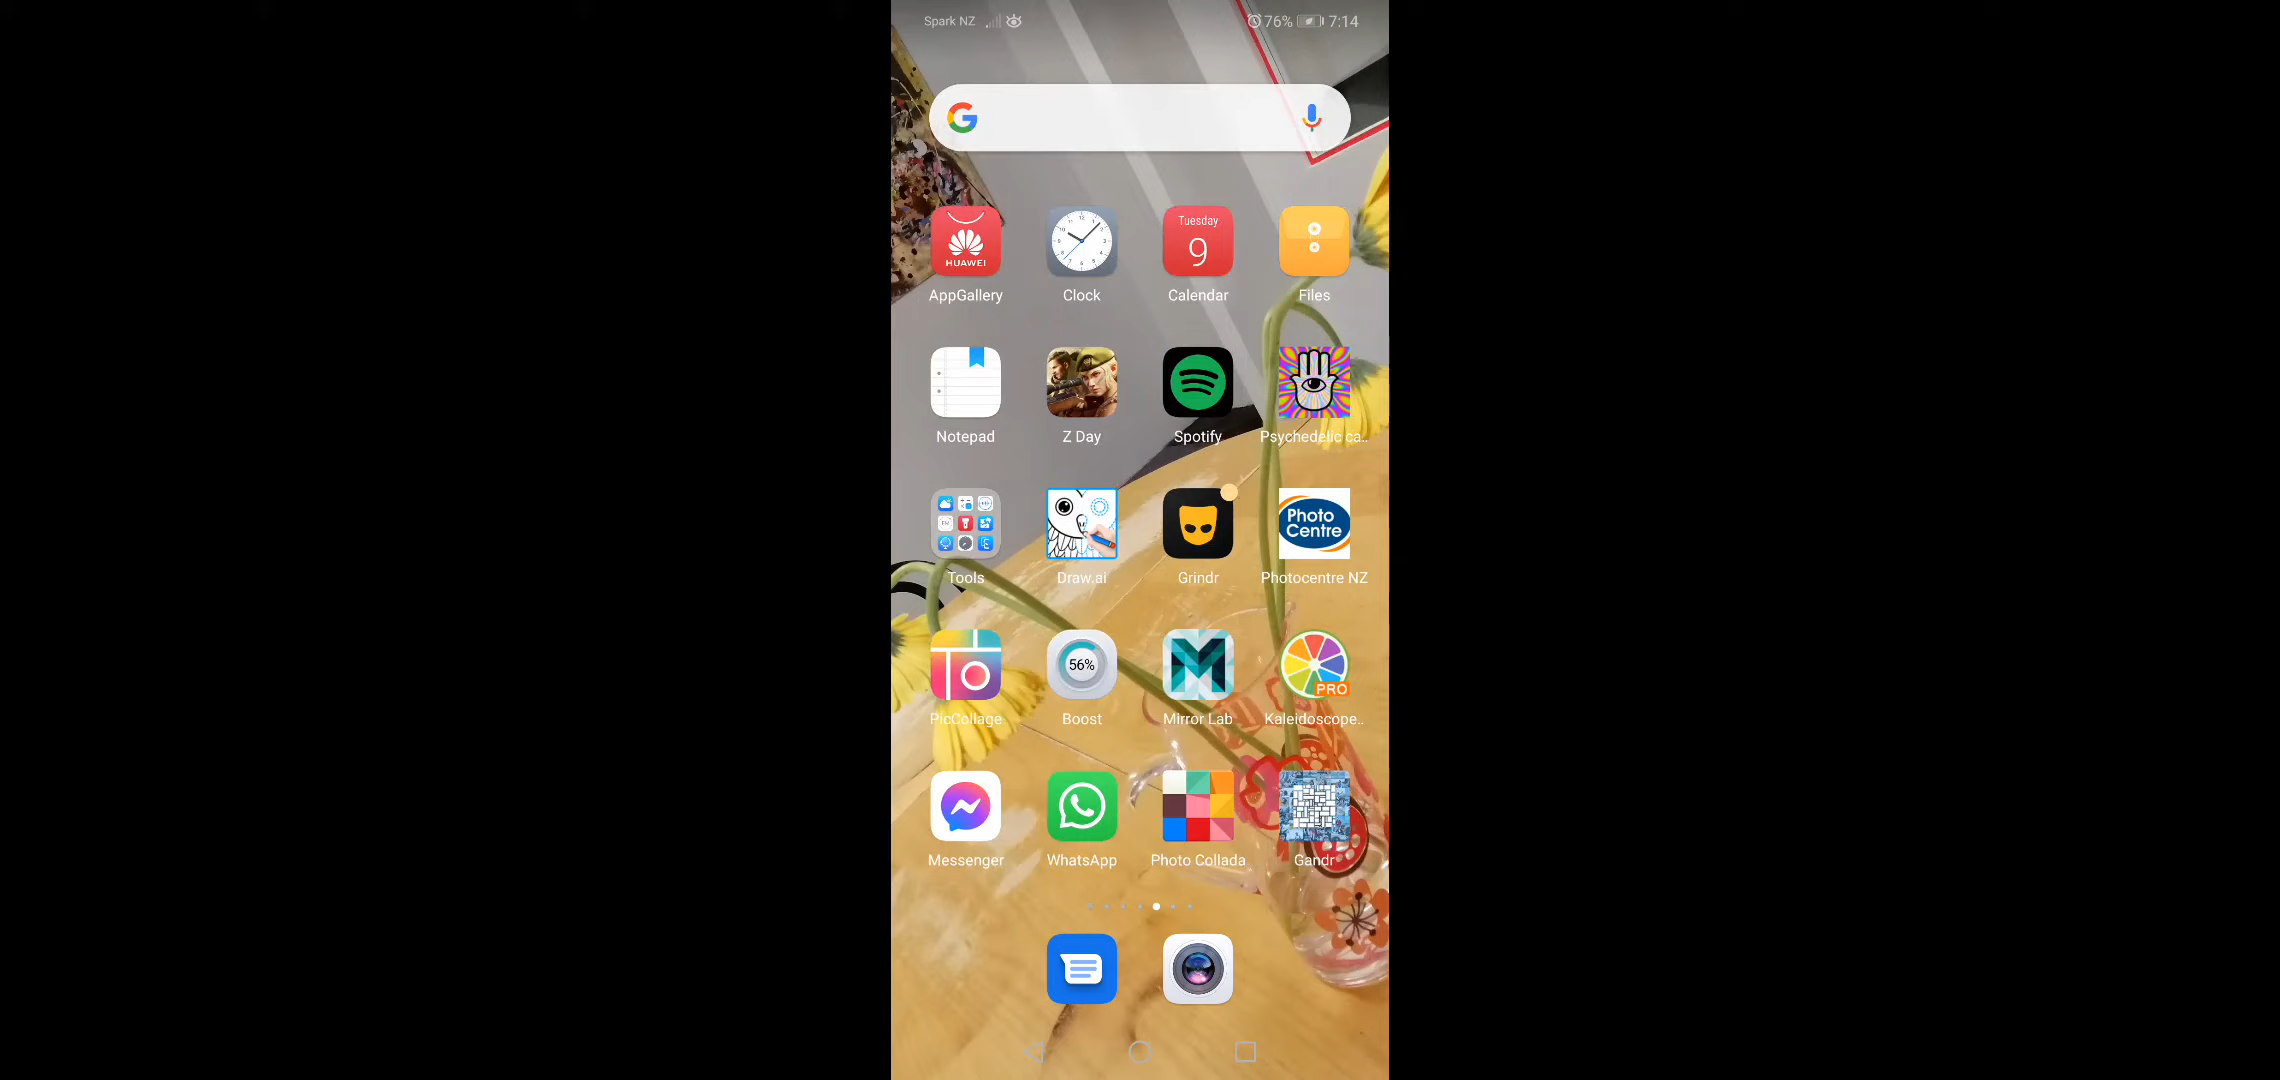 Spark NZ 76% 7:14
HUAWEI
Tuesday
9
AppGallery Clock Calendar Files
Notepad Z Day Spotify Psychedelic ca..
Photo
Centre
Tools Draw.ai Grindr Photocentre NZ
56%
PRO
PicCollage Boost Mirror Lab Kaleidoscope..
Messenger WhatsApp Photo Collada Gandr